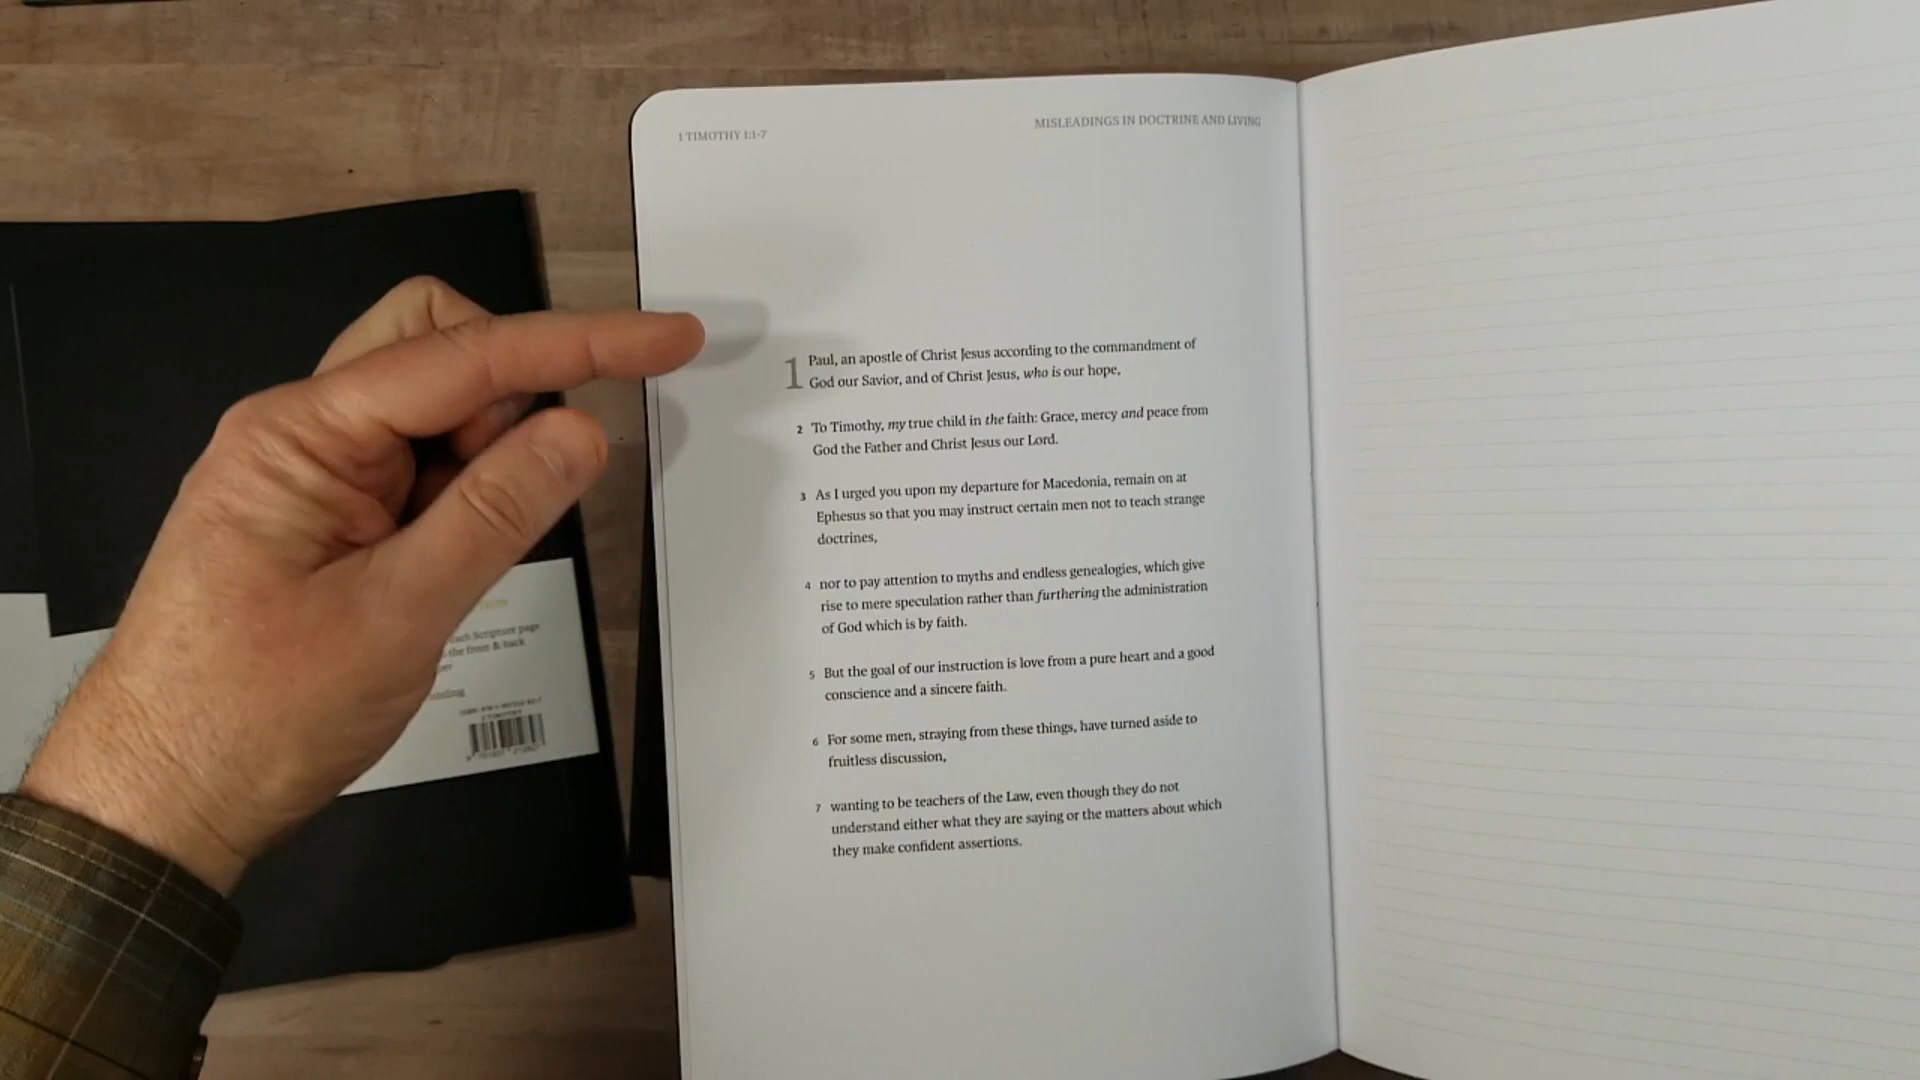 1 TIMOTHY 1:1-7
MISLEADINGS IN DOCTRINE AND LIVING
1 Paul, an apostle of Christ Jesus according to the commandment of
God our Savior, and of Christ Jesus, who is our hope,
2 To Timothy, my true child in the faith: Grace, mercy and peace from
God the Father and Christ Jesus our Lord.
3 As I urged you upon my departure for Macedonia, remain on at
Ephesus so that you may instruct certain men not to teach strange
doctrines,
4 nor to pay attention to myths and endless genealogies, which give
rise to mere speculation rather than furthering the administration
of God which is by faith.
5 But the goal of our instruction is love from a pure heart and a good
conscience and a sincere faith.
6 For some men, straying from these things, have turned aside to
fruitless discussion,
7 wanting to be teachers of the Law, even though they do not
understand either what they are saying or the matters about which
they make confident assertions.
Scripture page
the front & back